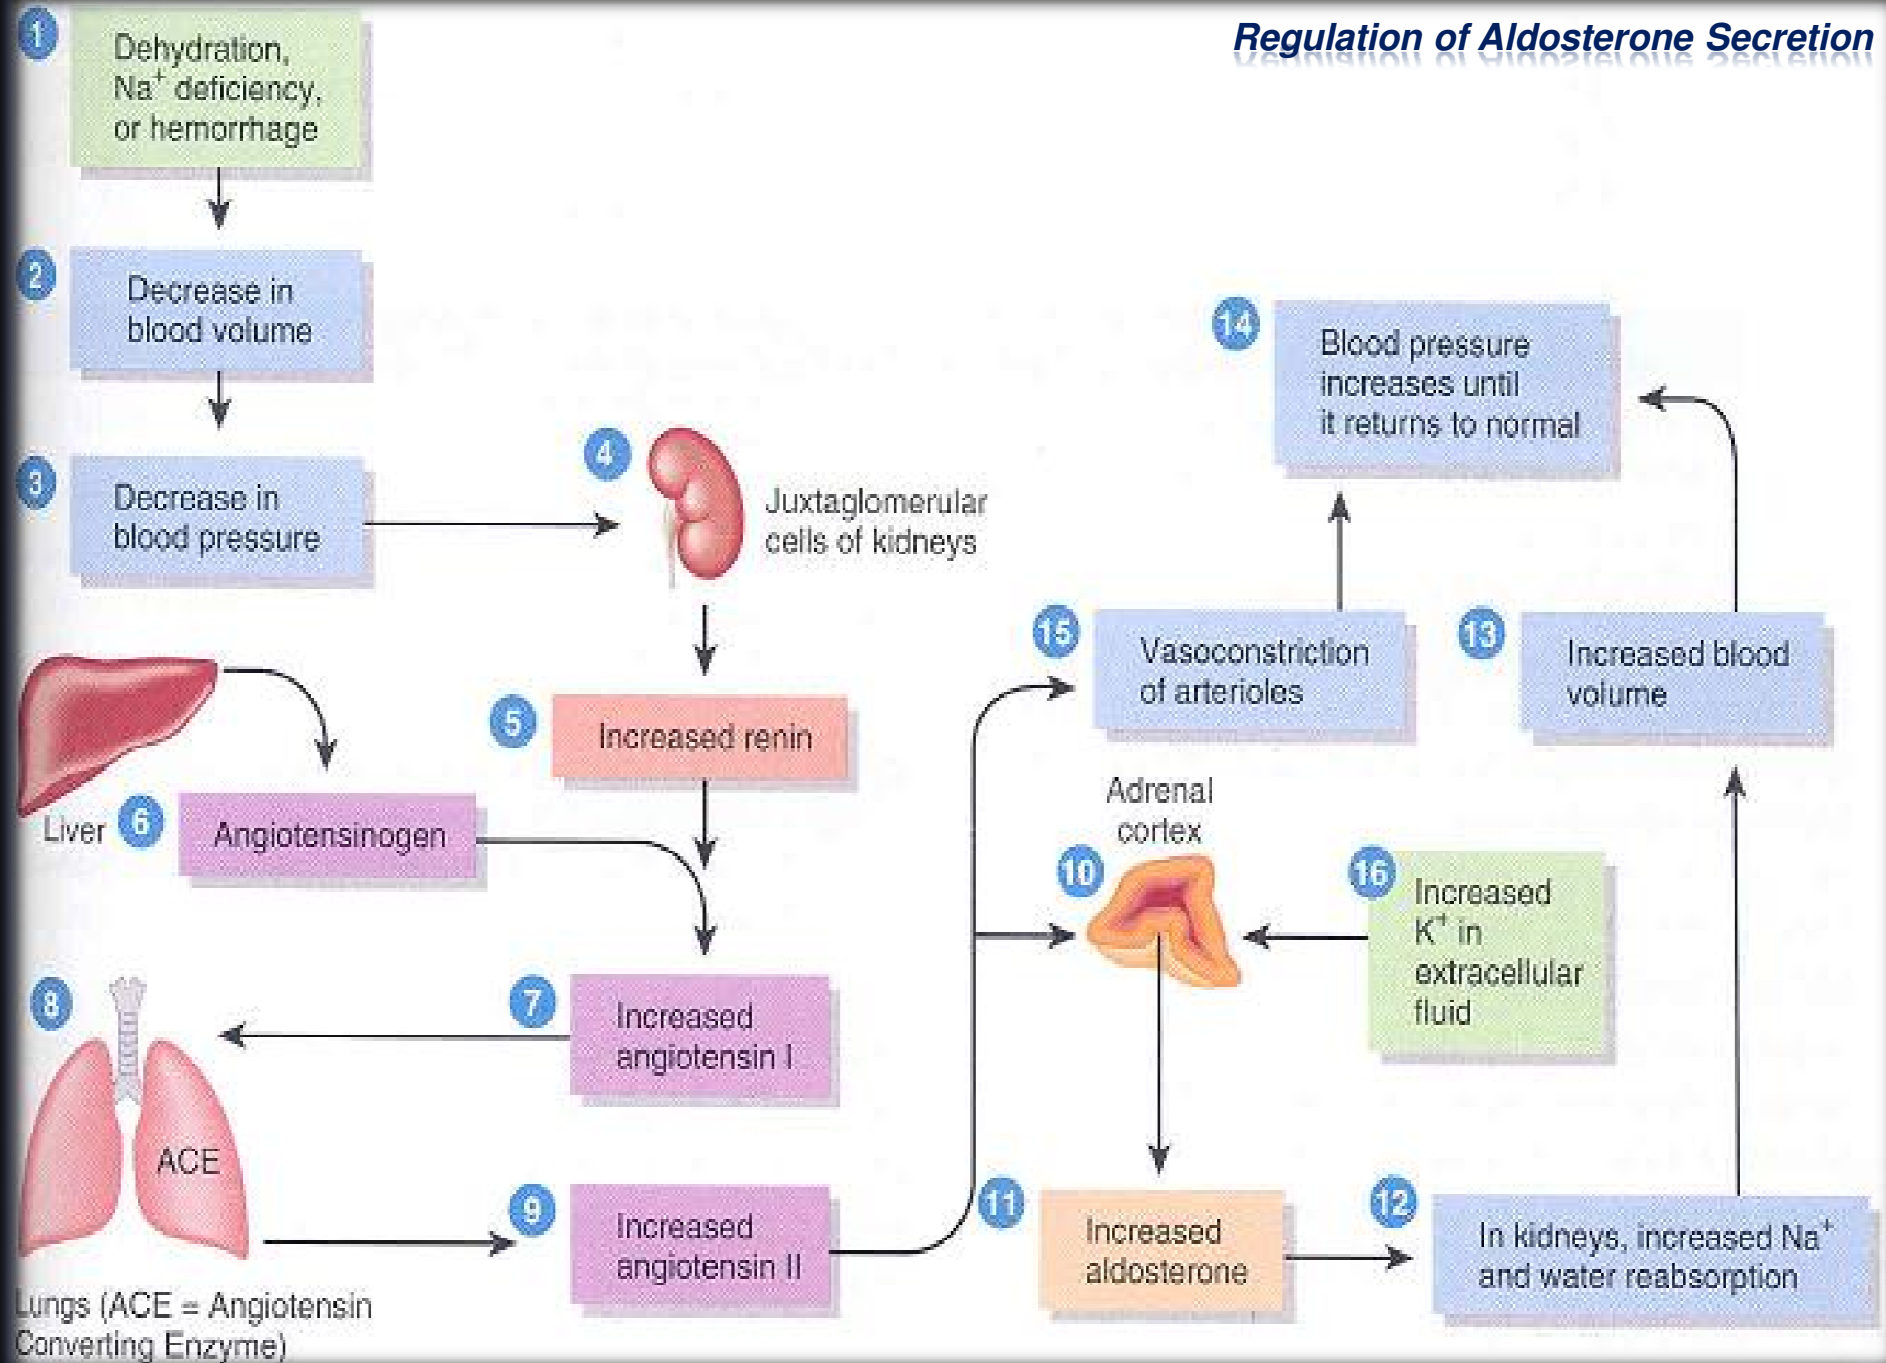 Regulation of Aldosterone Secretion
1
Dehydration,
Na+ deficiency,
or hemorrhage
2
Decrease in
blood volume
3
Decrease in
blood pressure
4
Juxtaglomerular
cells of kidneys
5
Increased renin
Liver
6
Angiotensinogen
7
Increased
angiotensin I
8
ACE
Lungs (ACE = Angiotensin
Converting Enzyme)
9
Increased
angiotensin II
Adrenal
cortex
10
11
Increased
aldosterone
12
In kidneys, increased Na+
and water reabsorption
13
Increased blood
volume
14
Blood pressure
increases until
it returns to normal
15
Vasoconstriction
of arterioles
16
Increased
K+ in
extracellular
fluid